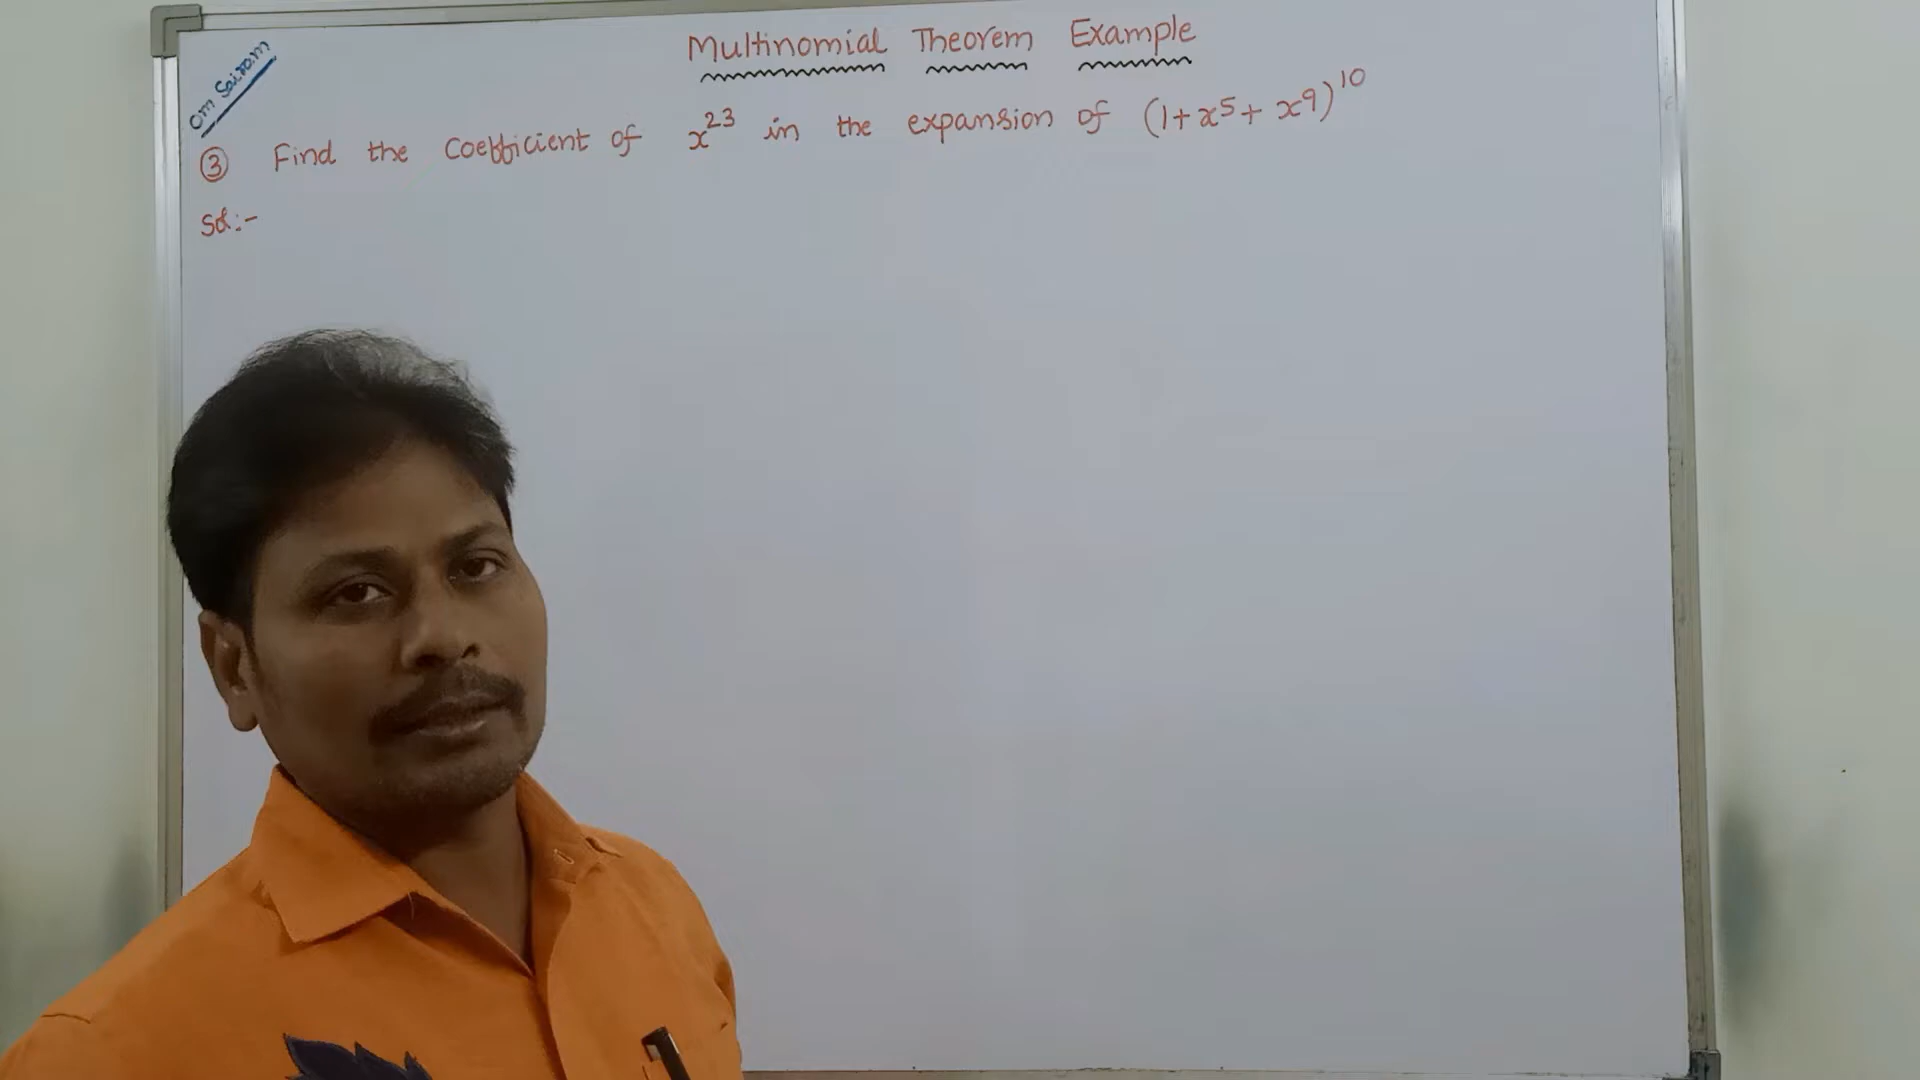 Om Sairam
Multinomial Theorem Example
③ Find the Coefficient of x²³ in the expansion of (1+x⁵+x⁹)¹⁰
Sol:-